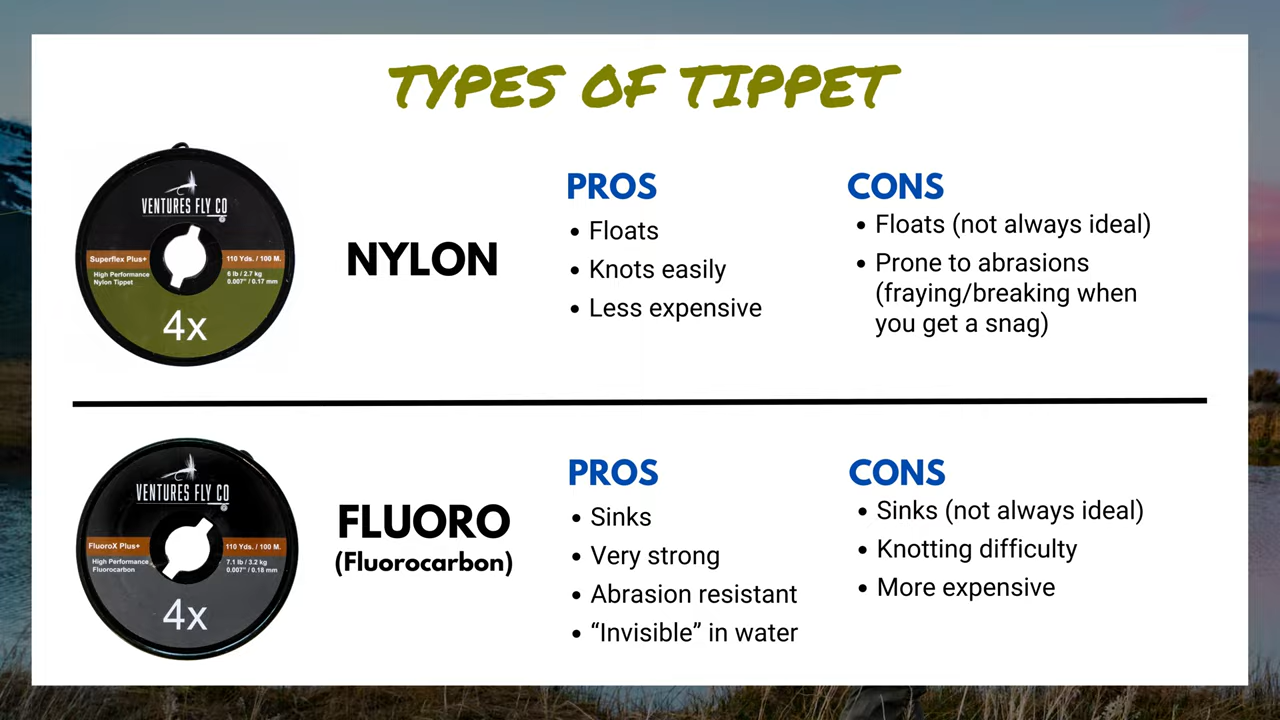 TYPES OF TIPPET
VENTURES FLY CO
Superflex Plus+
110 Yds. / 100 M.
High Performance
Nylon Tippet
6 lb / 2.7 kg
0.007" / 0.17 mm
4x
NYLON
PROS
• Floats
• Knots easily
• Less expensive
CONS
• Floats (not always ideal)
• Prone to abrasions
(fraying/breaking when
you get a snag)
VENTURES FLY CO
FluoroX Plus+
110 Yds. / 100 M.
High Performance
Fluorocarbon
7.1 lb / 3.2 kg
0.007" / 0.18 mm
4x
FLUORO
(Fluorocarbon)
PROS
• Sinks
• Very strong
• Abrasion resistant
• “Invisible” in water
CONS
• Sinks (not always ideal)
• Knotting difficulty
• More expensive